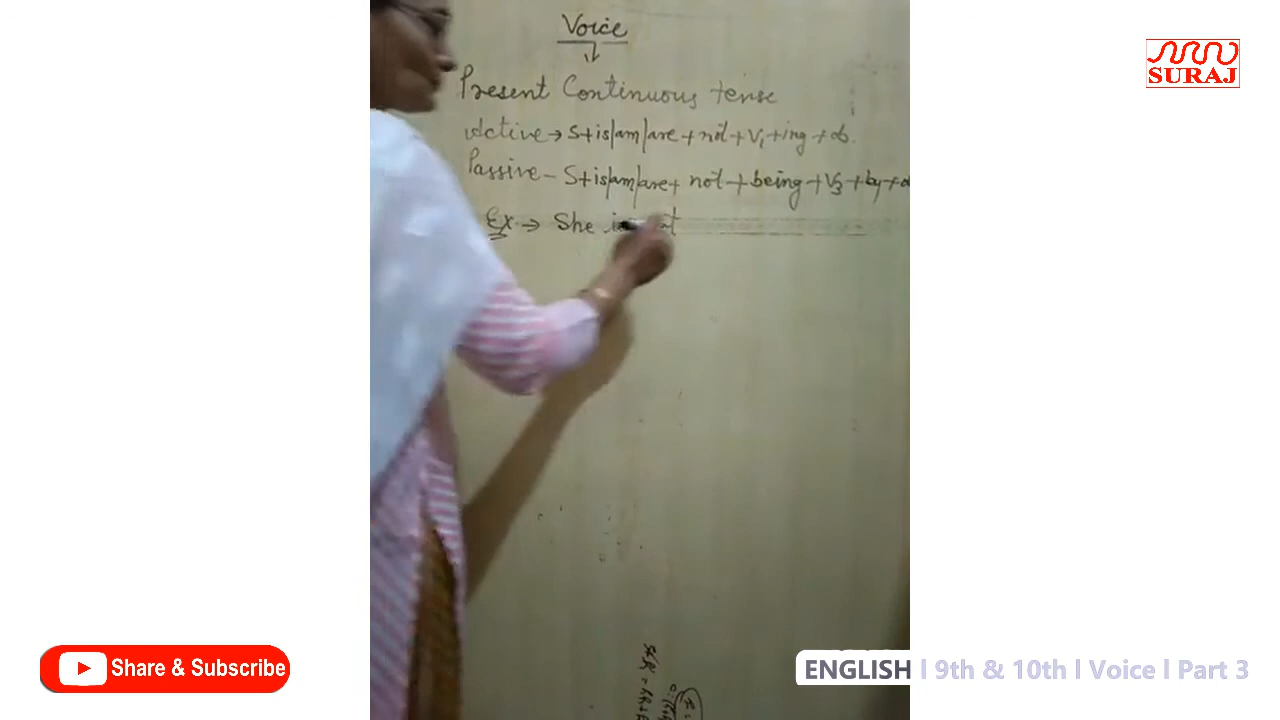 Voice
Present Continuous tense
Active → S+is/am/are + not + V1 + ing + ob.
Passive - S+is/am/are + not + being + V3 + by + o
Ex → She
SURAJ
Share & Subscribe
ENGLISH | 9th & 10th | Voice | Part 3